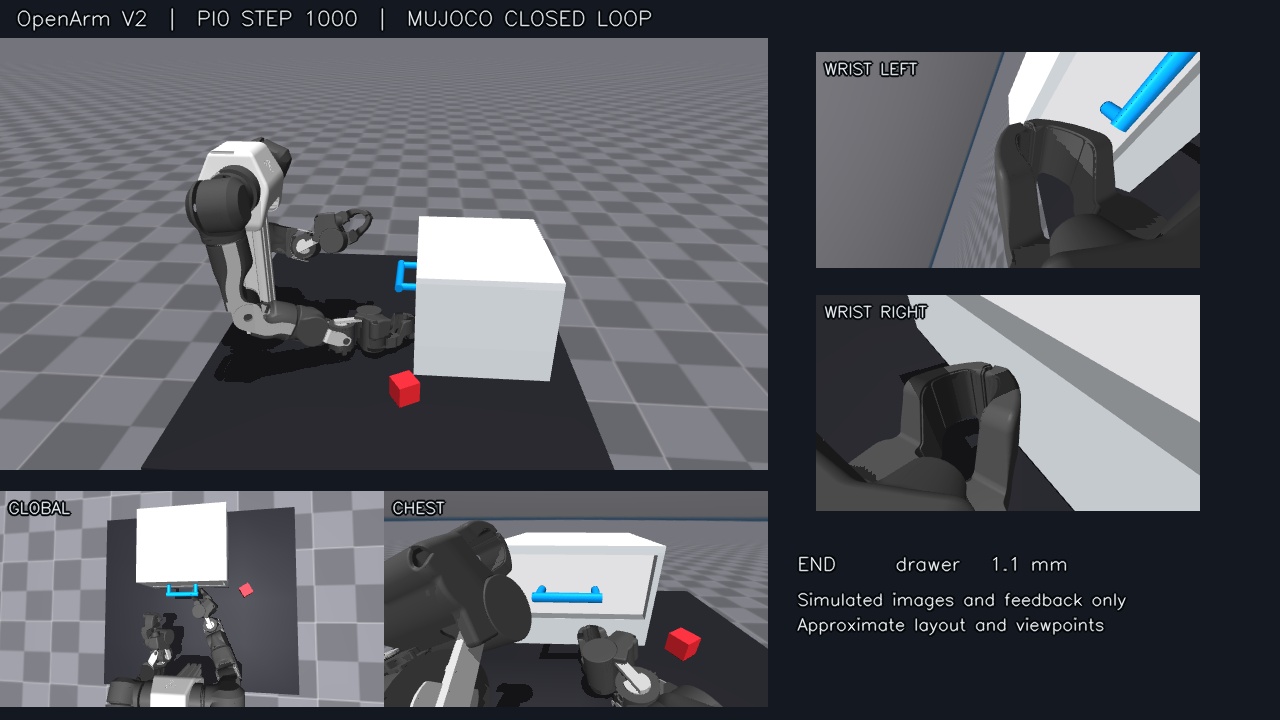 OpenArm V2 | PI0 STEP 1000 | MUJOCO CLOSED LOOP
WRIST LEFT
WRIST RIGHT
GLOBAL
CHEST
END drawer 1.1 mm
Simulated images and feedback only
Approximate layout and viewpoints